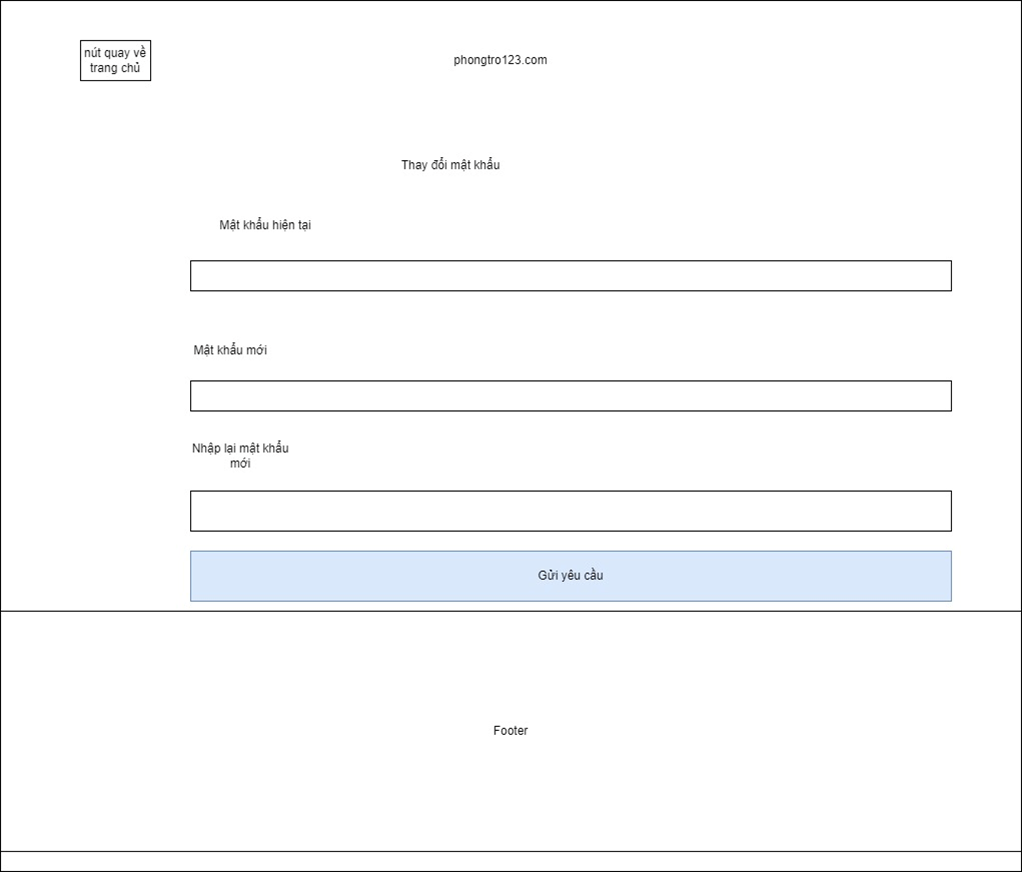 nút quay về
trang chủ
phongtro123.com
Thay đổi mật khẩu
Mật khẩu hiện tại
Mật khẩu mới
Nhập lại mật khẩu
mới
Gửi yêu cầu
Footer